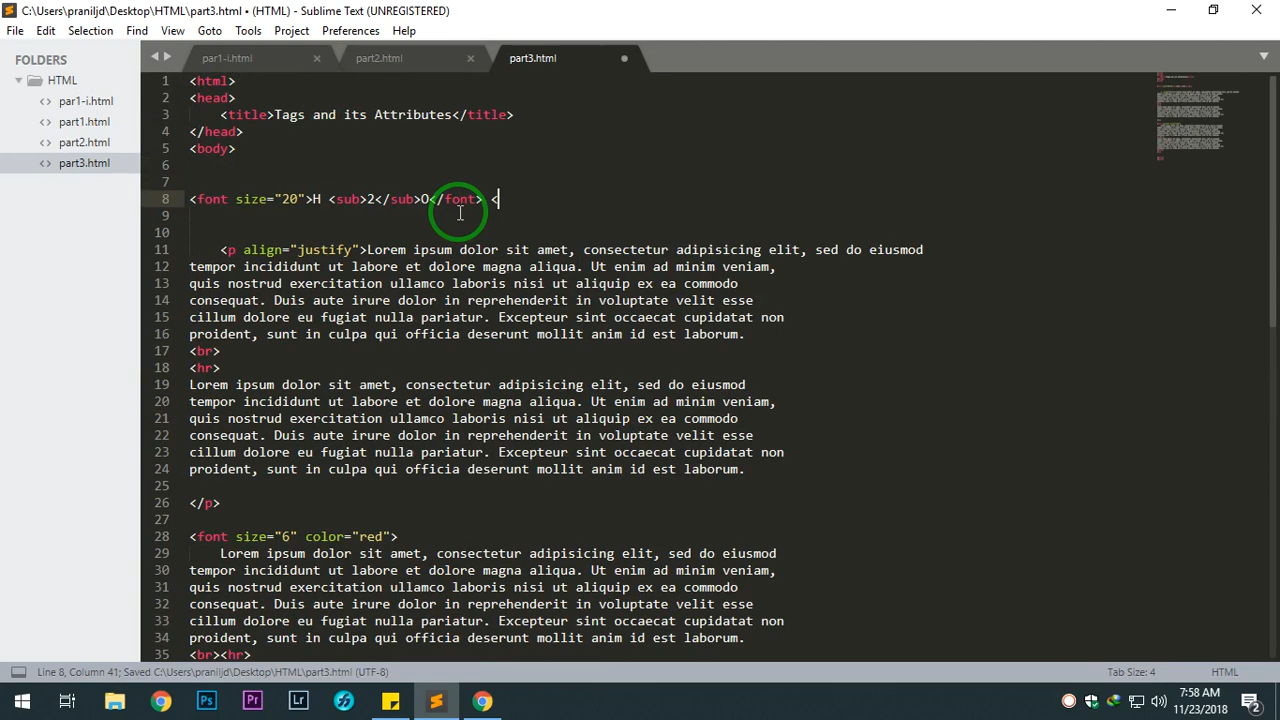 C:\Users\praniljd\Desktop\HTML\part3.html • (HTML) - Sublime Text (UNREGISTERED)
File Edit Selection Find View Goto Tools Project Preferences Help
FOLDERS
HTML
par1-i.html
part1.html
part2.html
part3.html
par1-i.html part2.html part3.html
1 <html>
2 <head>
3 <title>Tags and its Attributes</title>
4 </head>
5 <body>
6
7
8 <font size="20">H <sub>2</sub>O</font> <
9
10
11 <p align="justify">Lorem ipsum dolor sit amet, consectetur adipisicing elit, sed do eiusmod
12 tempor incididunt ut labore et dolore magna aliqua. Ut enim ad minim veniam,
13 quis nostrud exercitation ullamco laboris nisi ut aliquip ex ea commodo
14 consequat. Duis aute irure dolor in reprehenderit in voluptate velit esse
15 cillum dolore eu fugiat nulla pariatur. Excepteur sint occaecat cupidatat non
16 proident, sunt in culpa qui officia deserunt mollit anim id est laborum.
17 <br>
18 <hr>
19 Lorem ipsum dolor sit amet, consectetur adipisicing elit, sed do eiusmod
20 tempor incididunt ut labore et dolore magna aliqua. Ut enim ad minim veniam,
21 quis nostrud exercitation ullamco laboris nisi ut aliquip ex ea commodo
22 consequat. Duis aute irure dolor in reprehenderit in voluptate velit esse
23 cillum dolore eu fugiat nulla pariatur. Excepteur sint occaecat cupidatat non
24 proident, sunt in culpa qui officia deserunt mollit anim id est laborum.
25
26 </p>
27
28 <font size="6" color="red">
29 Lorem ipsum dolor sit amet, consectetur adipisicing elit, sed do eiusmod
30 tempor incididunt ut labore et dolore magna aliqua. Ut enim ad minim veniam,
31 quis nostrud exercitation ullamco laboris nisi ut aliquip ex ea commodo
32 consequat. Duis aute irure dolor in reprehenderit in voluptate velit esse
33 cillum dolore eu fugiat nulla pariatur. Excepteur sint occaecat cupidatat non
34 proident, sunt in culpa qui officia deserunt mollit anim id est laborum.
35 <br><hr>
Line 8, Column 41; Saved C:\Users\praniljd\Desktop\HTML\part3.html (UTF-8) Tab Size: 4 HTML
Ps Pr Lr
7:58 AM
11/23/2018
2